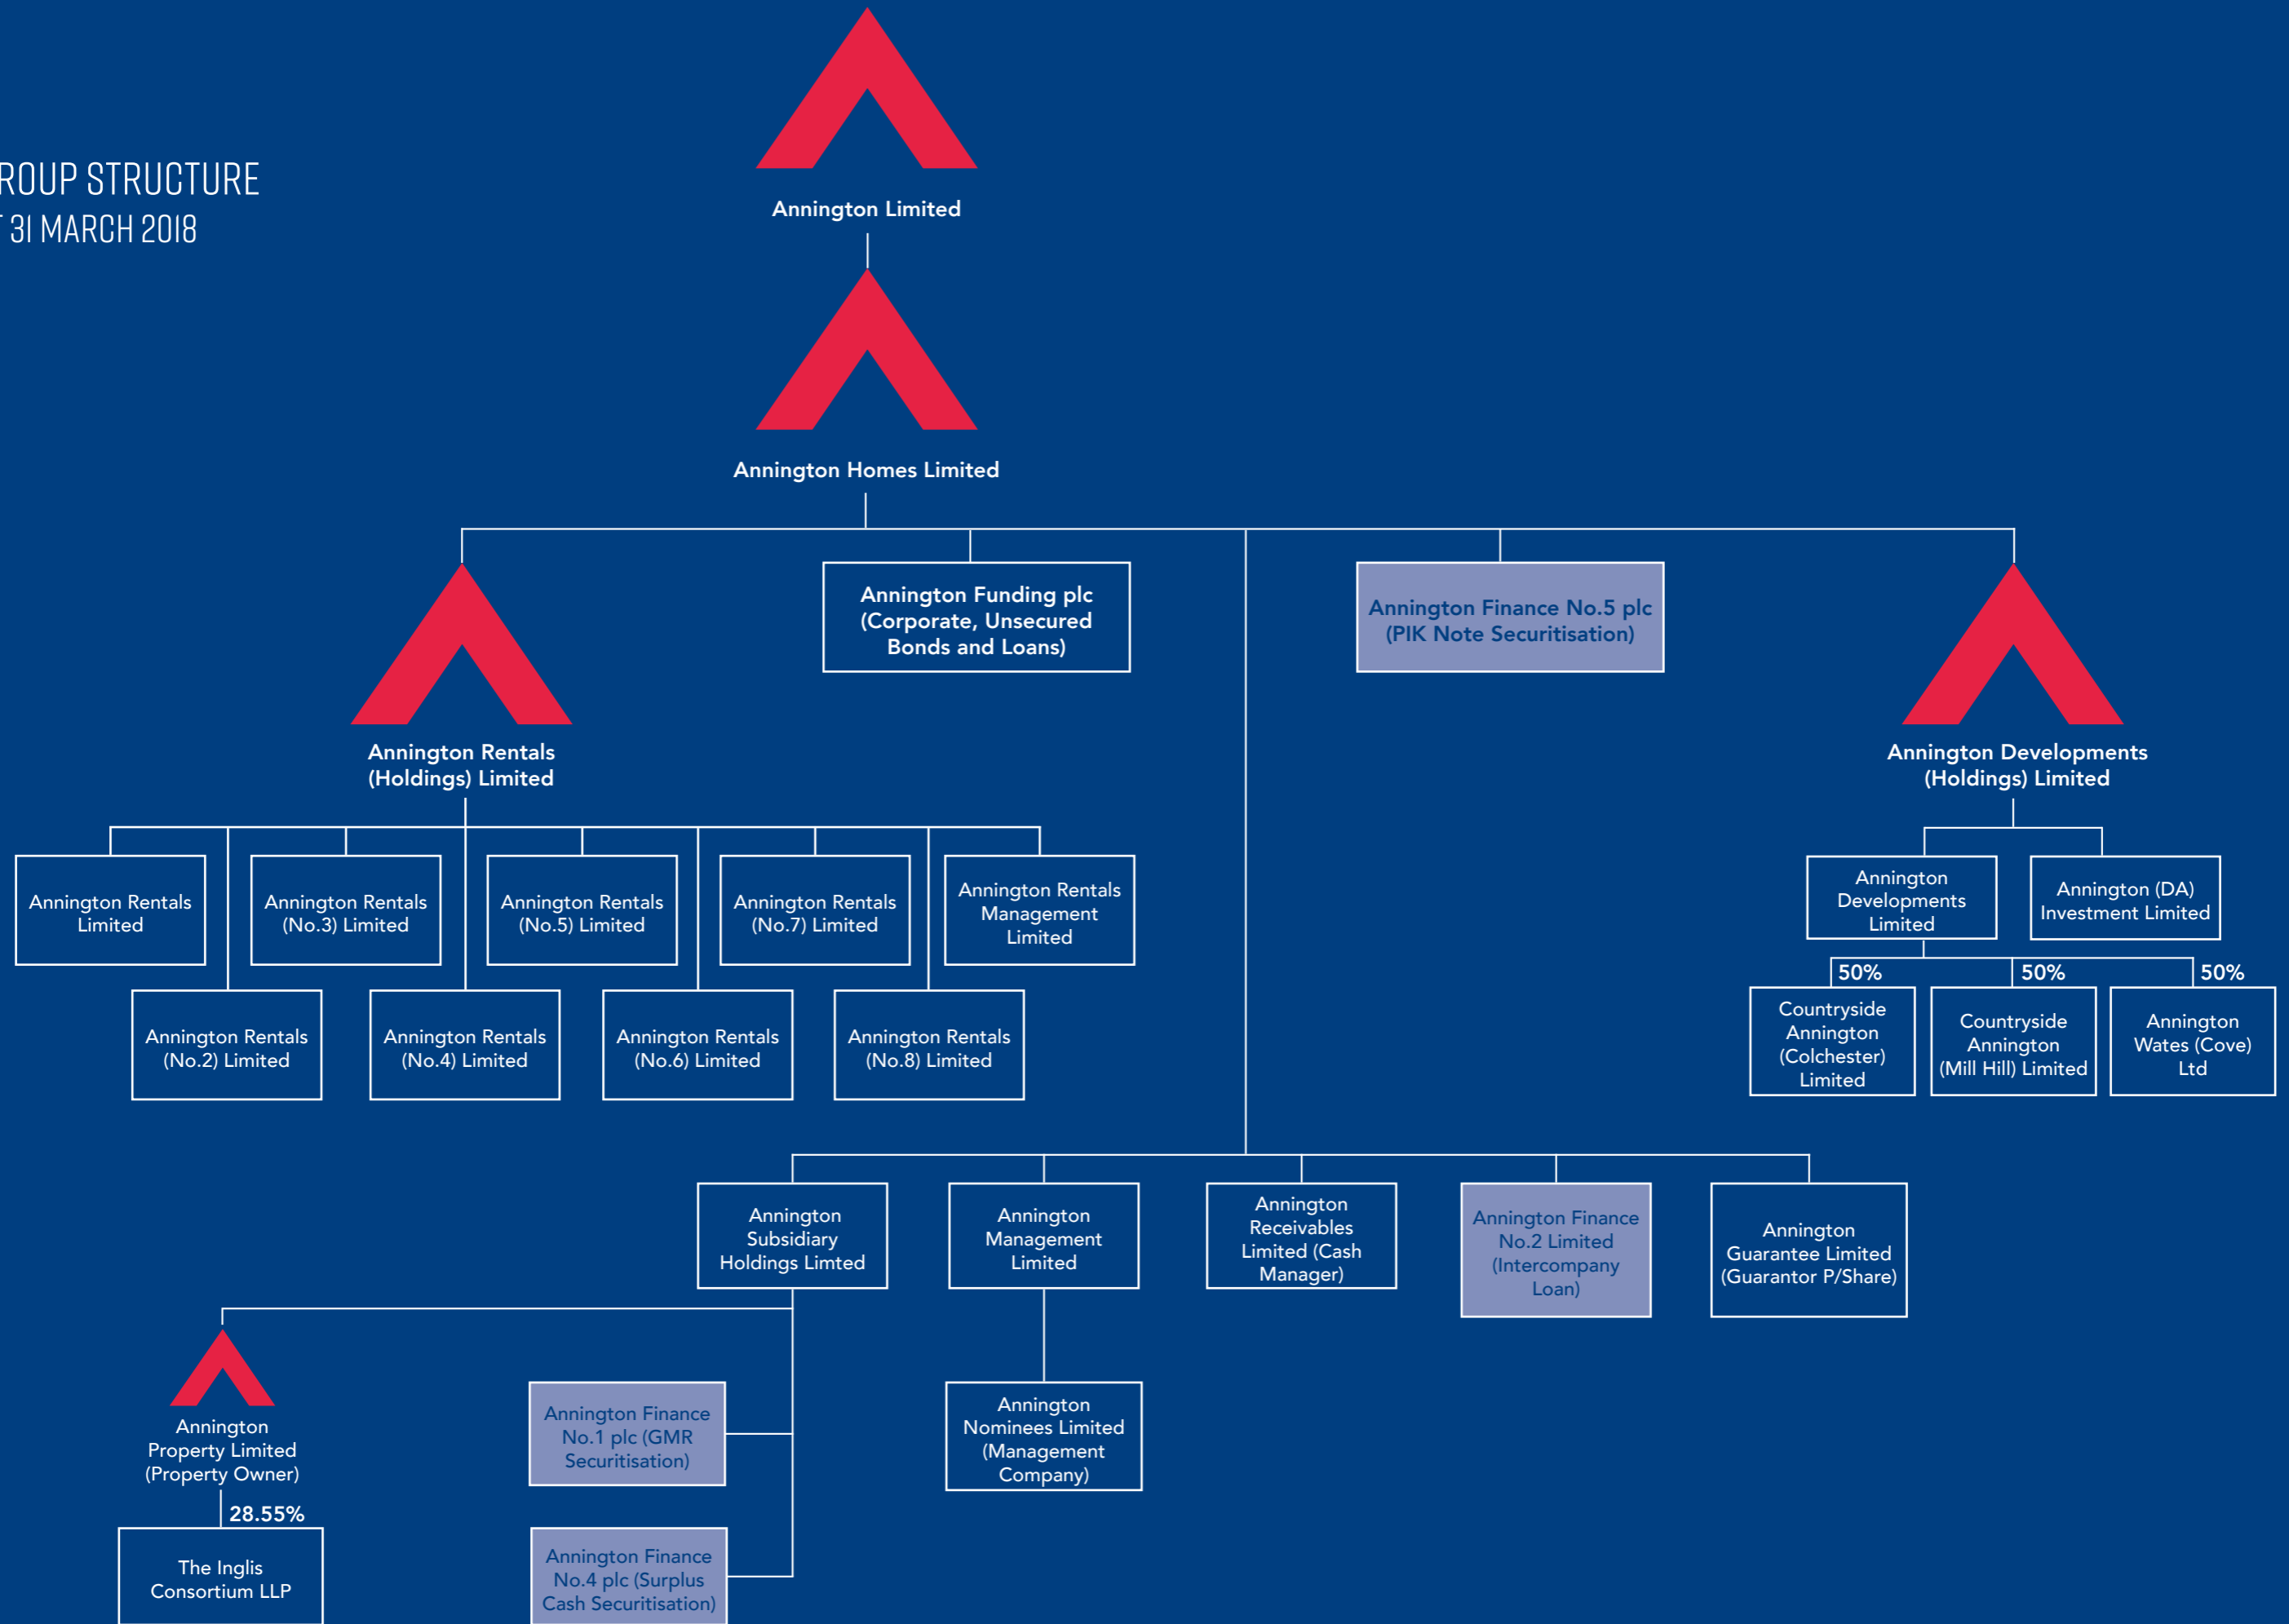 ROUP STRUCTURE
31 MARCH 2018
Annington Limited
Annington Homes Limited
Annington Funding plc
(Corporate, Unsecured
Bonds and Loans)
Annington Finance No.5 plc
(PIK Note Securitisation)
Annington Rentals
(Holdings) Limited
Annington Developments
(Holdings) Limited
Annington Rentals
Limited
Annington Rentals
(No.3) Limited
Annington Rentals
(No.5) Limited
Annington Rentals
(No.7) Limited
Annington Rentals
Management
Limited
Annington Rentals
(No.2) Limited
Annington Rentals
(No.4) Limited
Annington Rentals
(No.6) Limited
Annington Rentals
(No.8) Limited
Annington
Developments
Limited
Annington (DA)
Investment Limited
50%
50%
50%
Countryside
Annington
(Colchester)
Limited
Countryside
Annington
(Mill Hill) Limited
Annington
Wates (Cove)
Ltd
Annington
Subsidiary
Holdings Limted
Annington
Management
Limited
Annington
Receivables
Limited (Cash
Manager)
Annington Finance
No.2 Limited
(Intercompany
Loan)
Annington
Guarantee Limited
(Guarantor P/Share)
Annington
Property Limited
(Property Owner)
28.55%
The Inglis
Consortium LLP
Annington Finance
No.1 plc (GMR
Securitisation)
Annington Finance
No.4 plc (Surplus
Cash Securitisation)
Annington
Nominees Limited
(Management
Company)